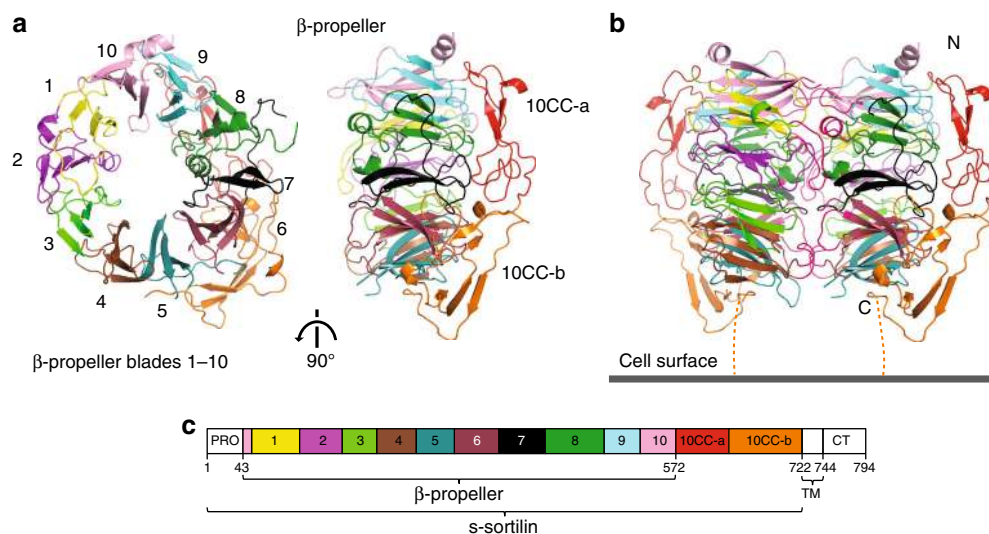 a
β-propeller
b
10
9
N
1
8
10CC-a
2
7
6
3
10CC-b
4
5
C
β-propeller blades 1–10
90°
Cell surface
c
PRO 1 2 3 4 5 6 7 8 9 10 10CC-a 10CC-b CT
1 43 572 722 744 794
β-propeller
TM
s-sortilin